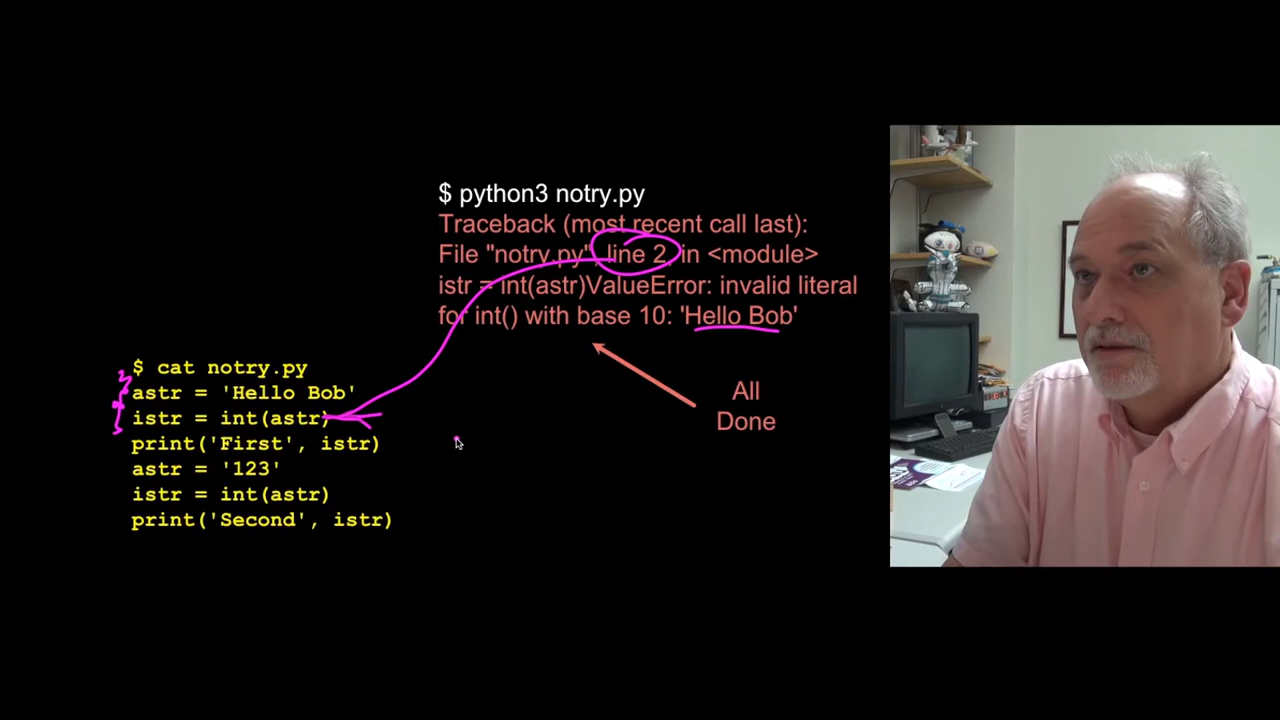 $ python3 notry.py
Traceback (most recent call last):
File "notry.py", line 2, in <module>
istr = int(astr)ValueError: invalid literal
for int() with base 10: 'Hello Bob'
$ cat notry.py
astr = 'Hello Bob'
istr = int(astr)
print('First', istr)
astr = '123'
istr = int(astr)
print('Second', istr)
All
Done